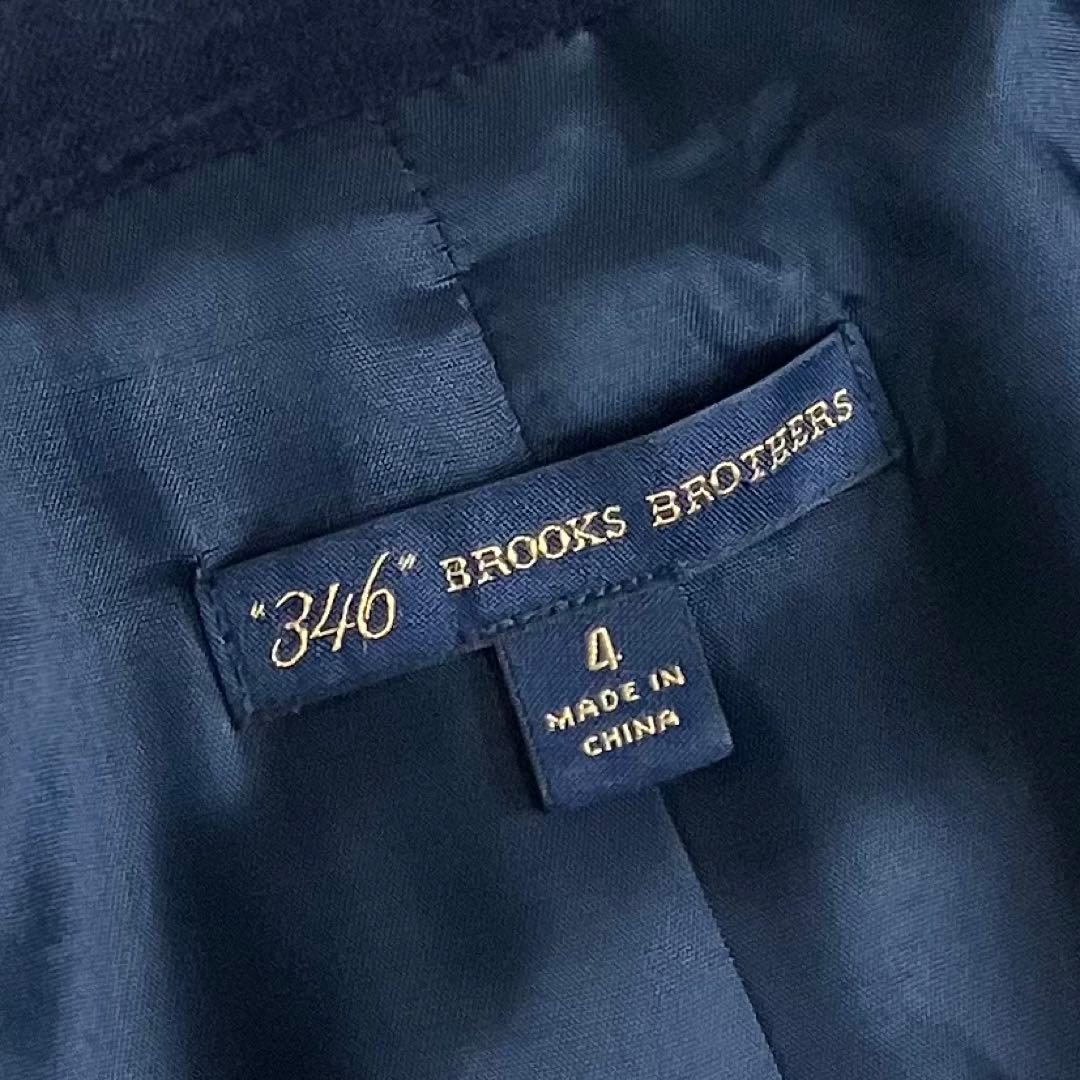 "346" BROOKS BROTHERS
4
MADE IN
CHINA